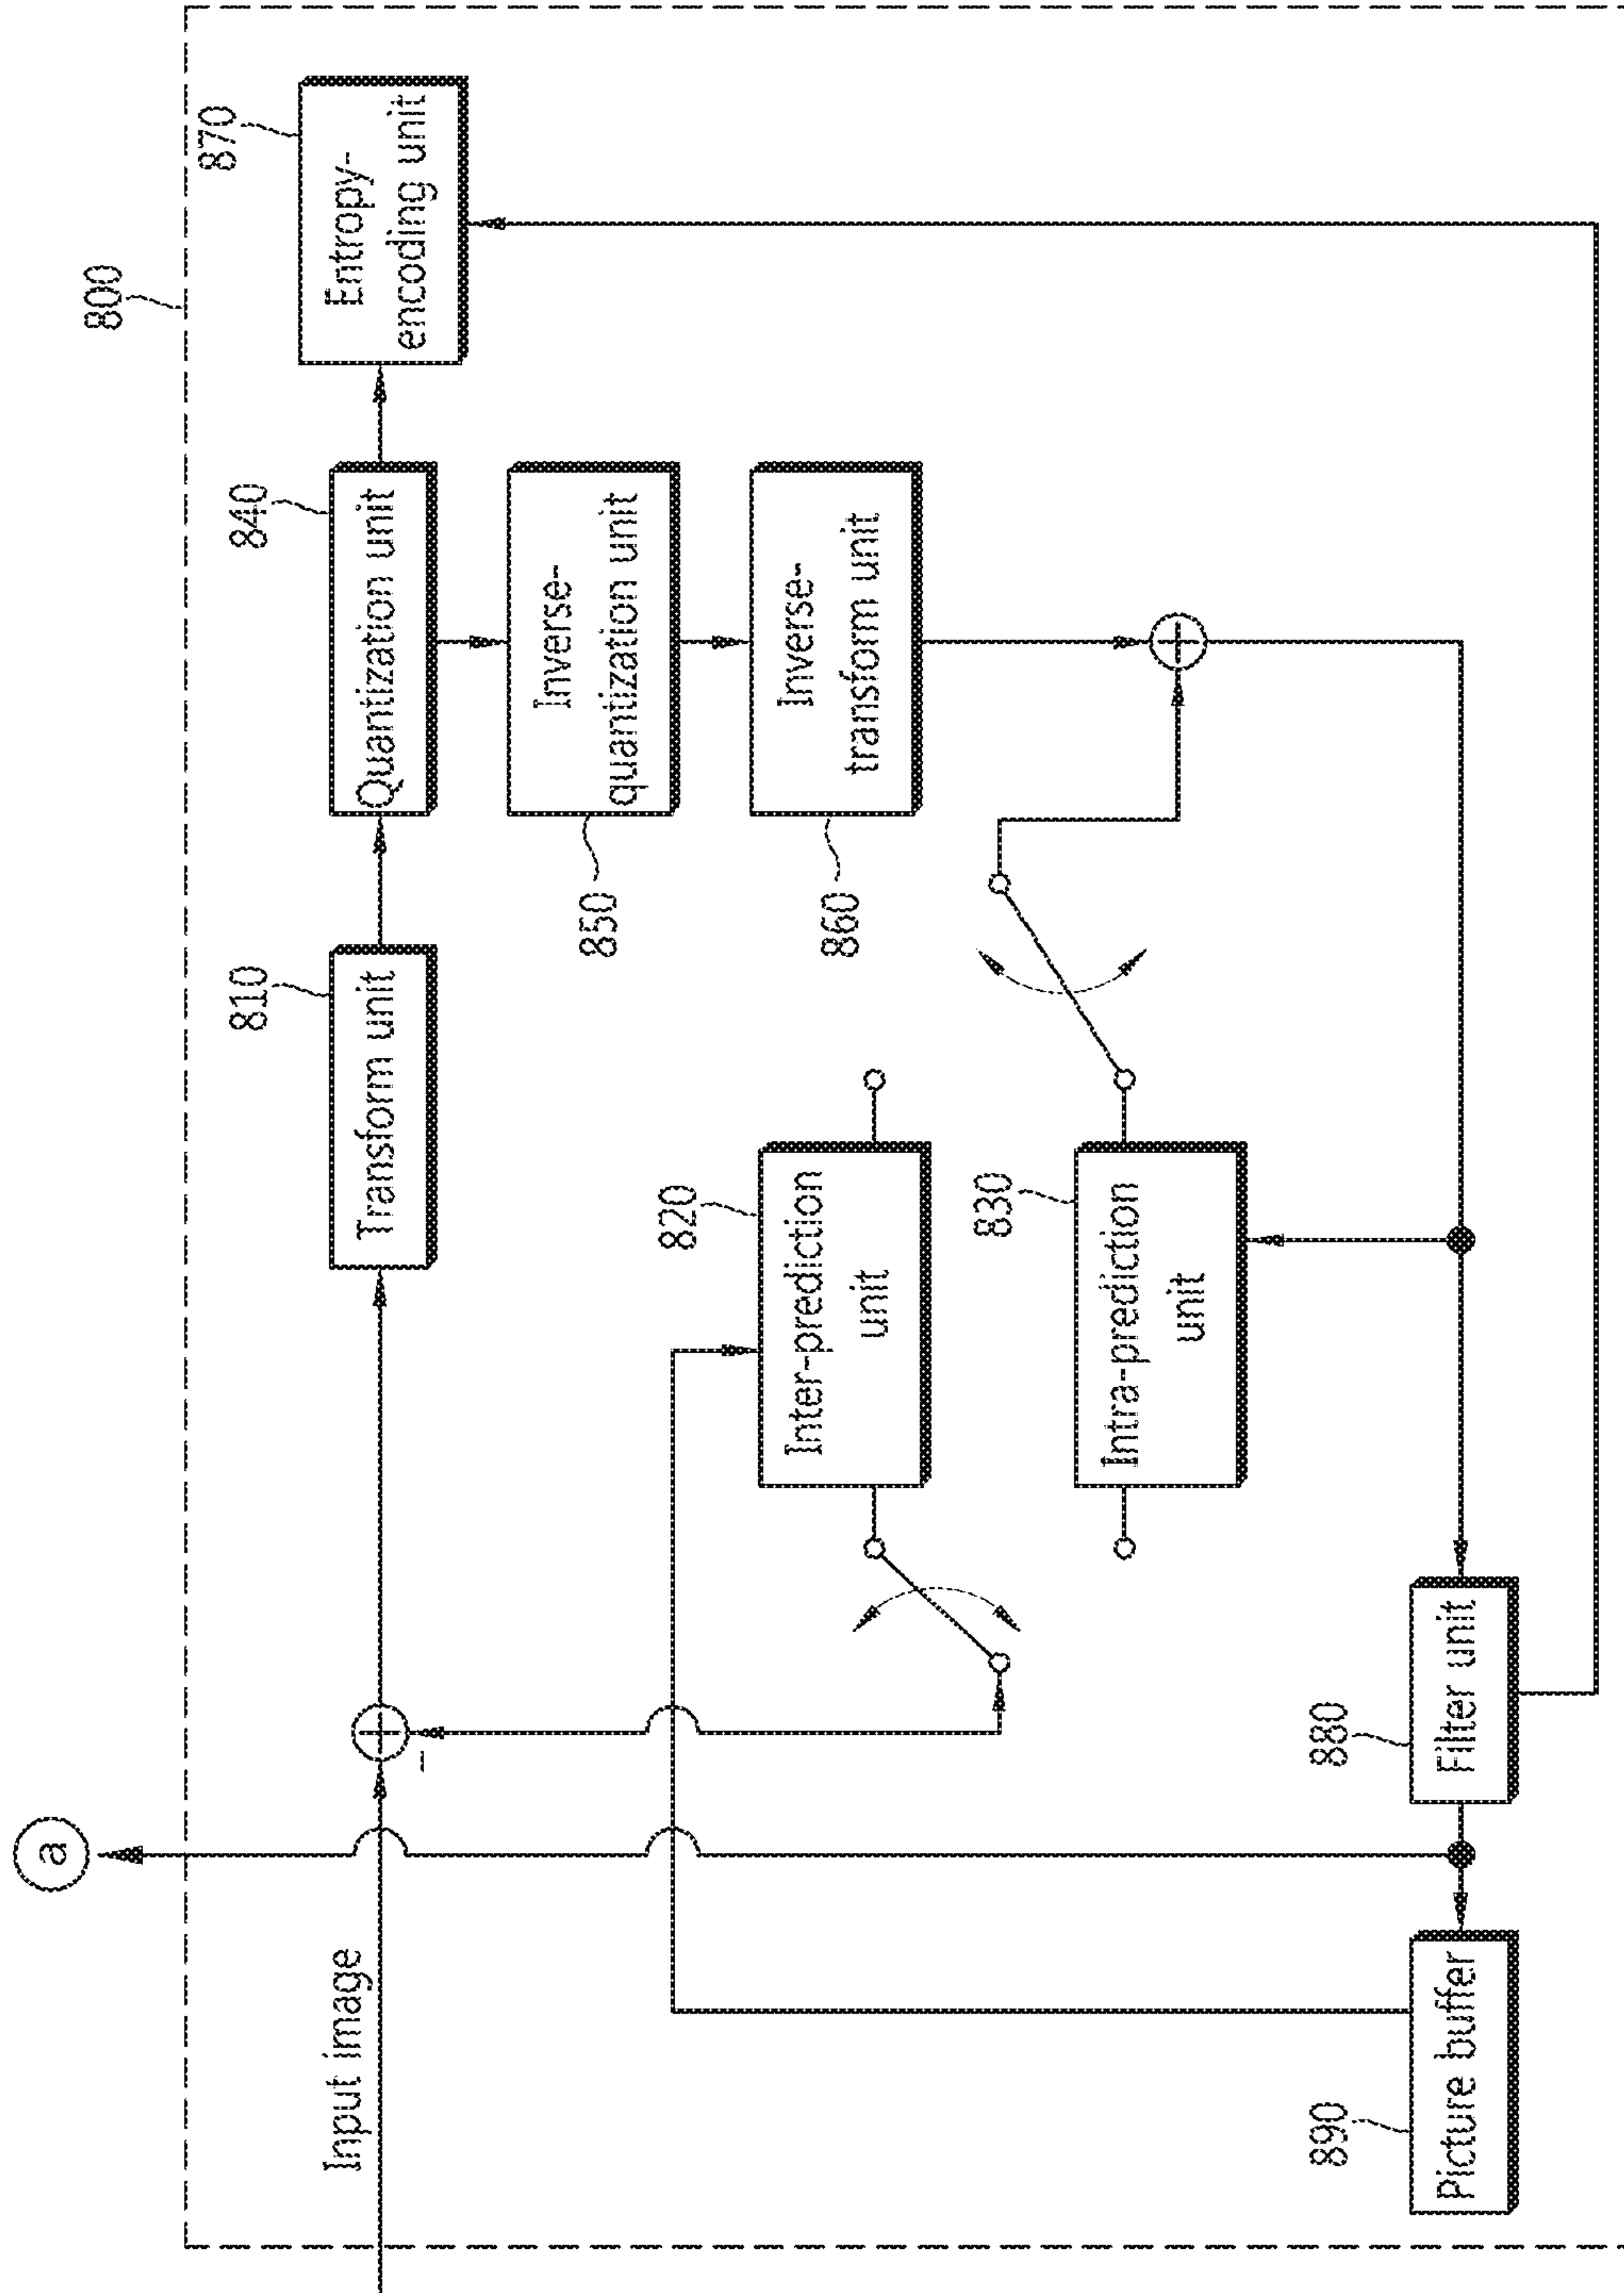 800
870
Entropy-
encoding unit
840
Quantization unit
810
Transform unit
Inverse-
quantization unit
850
Inverse-
transform unit
860
820
Inter-prediction
unit
830
Intra-prediction
unit
a
Input image
-
880
Filter unit
890
Picture buffer